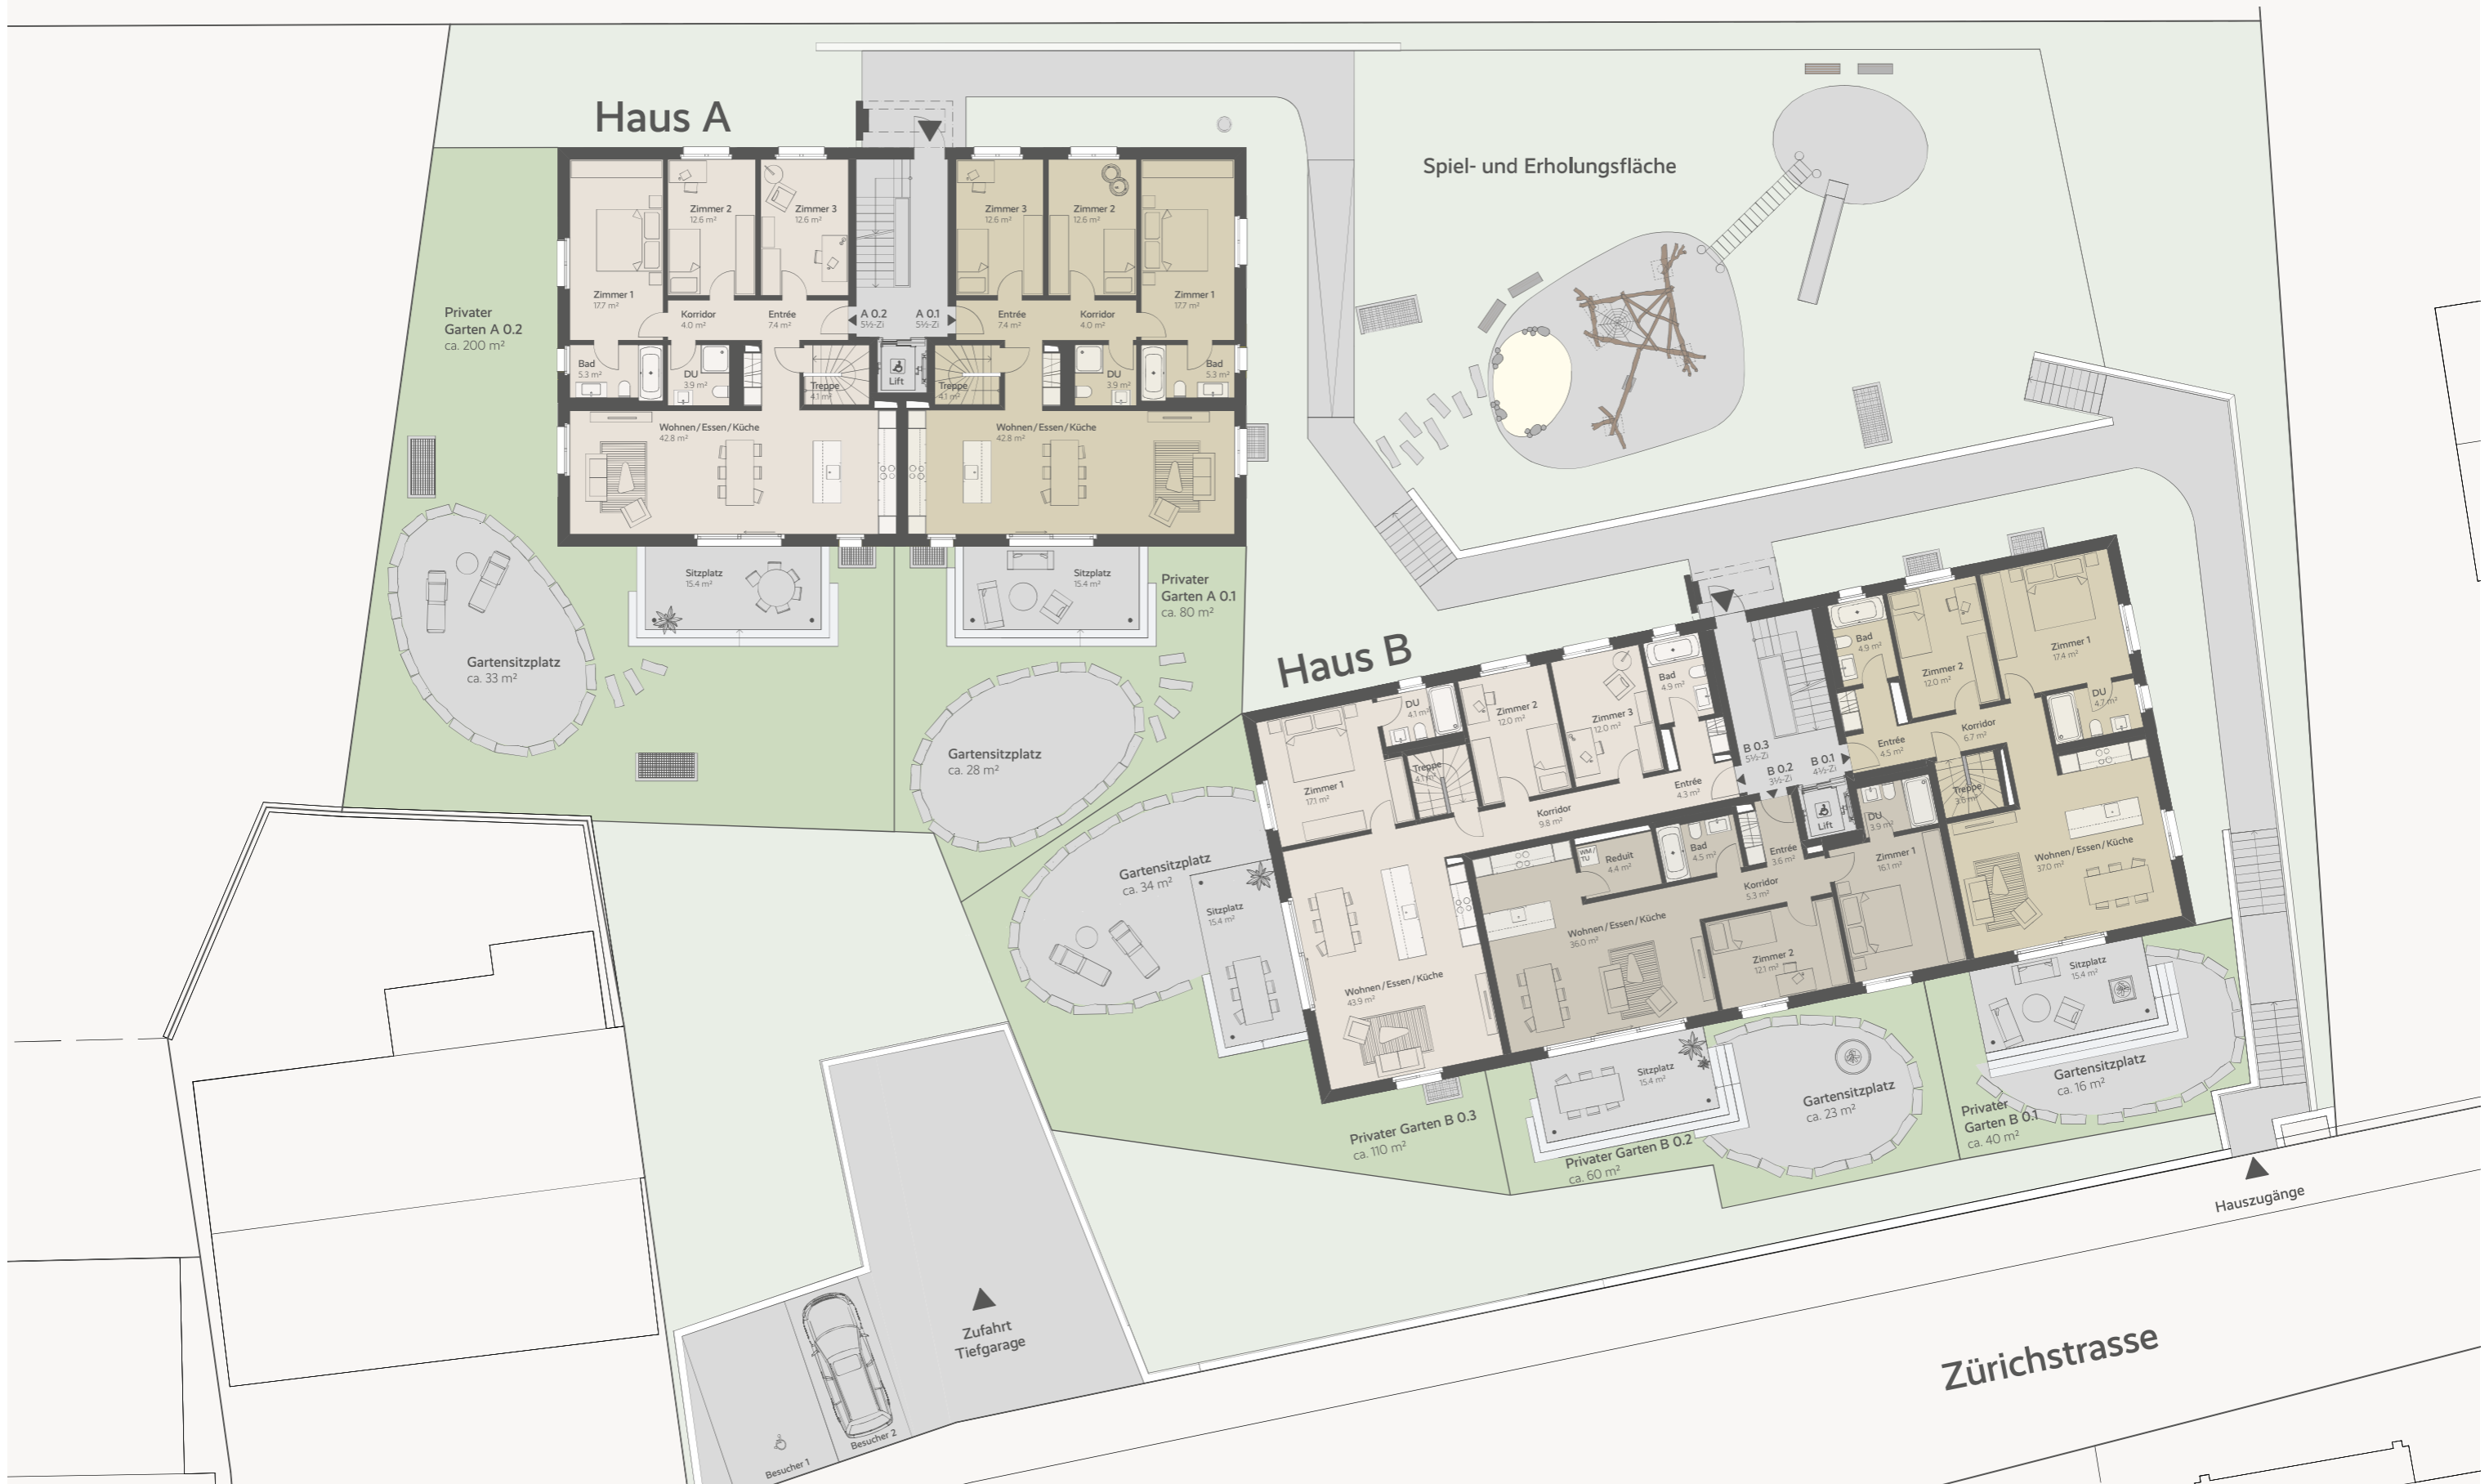 Haus A
Spiel- und Erholungsfläche
Zimmer 1
17.7 m²
Zimmer 2
12.6 m²
Zimmer 3
12.6 m²
Zimmer 3
12.6 m²
Zimmer 2
12.6 m²
Zimmer 1
17.7 m²
Korridor
4.0 m²
Entrée
7.4 m²
A 0.2
5½-Zi
A 0.1
5½-Zi
Entrée
7.4 m²
Korridor
4.0 m²
Bad
5.3 m²
DU
3.9 m²
Treppe
4.1 m²
Lift
Treppe
4.1 m²
DU
3.9 m²
Bad
5.3 m²
Wohnen/Essen/Küche
42.8 m²
Wohnen/Essen/Küche
42.8 m²
Privater
Garten A 0.2
ca. 200 m²
Sitzplatz
15.4 m²
Sitzplatz
15.4 m²
Privater
Garten A 0.1
ca. 80 m²
Gartensitzplatz
ca. 33 m²
Gartensitzplatz
ca. 28 m²
Haus B
Zimmer 1
17.1 m²
DU
4.1 m²
Treppe
4.1 m²
Zimmer 2
12.0 m²
Zimmer 3
12.0 m²
Bad
4.9 m²
Entrée
4.3 m²
Korridor
9.8 m²
B 0.3
5½-Zi
B 0.2
3½-Zi
B 0.1
4½-Zi
Bad
4.9 m²
Zimmer 2
12.0 m²
Zimmer 1
17.4 m²
DU
4.7 m²
Korridor
6.7 m²
Entrée
4.5 m²
Treppe
3.6 m²
Lift
DU
3.9 m²
Zimmer 1
16.1 m²
Wohnen/Essen/Küche
37.0 m²
WM/
TU
Reduit
4.4 m²
Bad
4.5 m²
Entrée
3.6 m²
Korridor
5.3 m²
Wohnen/Essen/Küche
36.0 m²
Zimmer 2
12.1 m²
Wohnen/Essen/Küche
43.9 m²
Gartensitzplatz
ca. 34 m²
Sitzplatz
15.4 m²
Sitzplatz
15.4 m²
Gartensitzplatz
ca. 23 m²
Sitzplatz
15.4 m²
Gartensitzplatz
ca. 16 m²
Privater Garten B 0.3
ca. 110 m²
Privater Garten B 0.2
ca. 60 m²
Privater
Garten B 0.1
ca. 40 m²
Hauszugänge
Zufahrt
Tiefgarage
Besucher 1
Besucher 2
Zürichstrasse